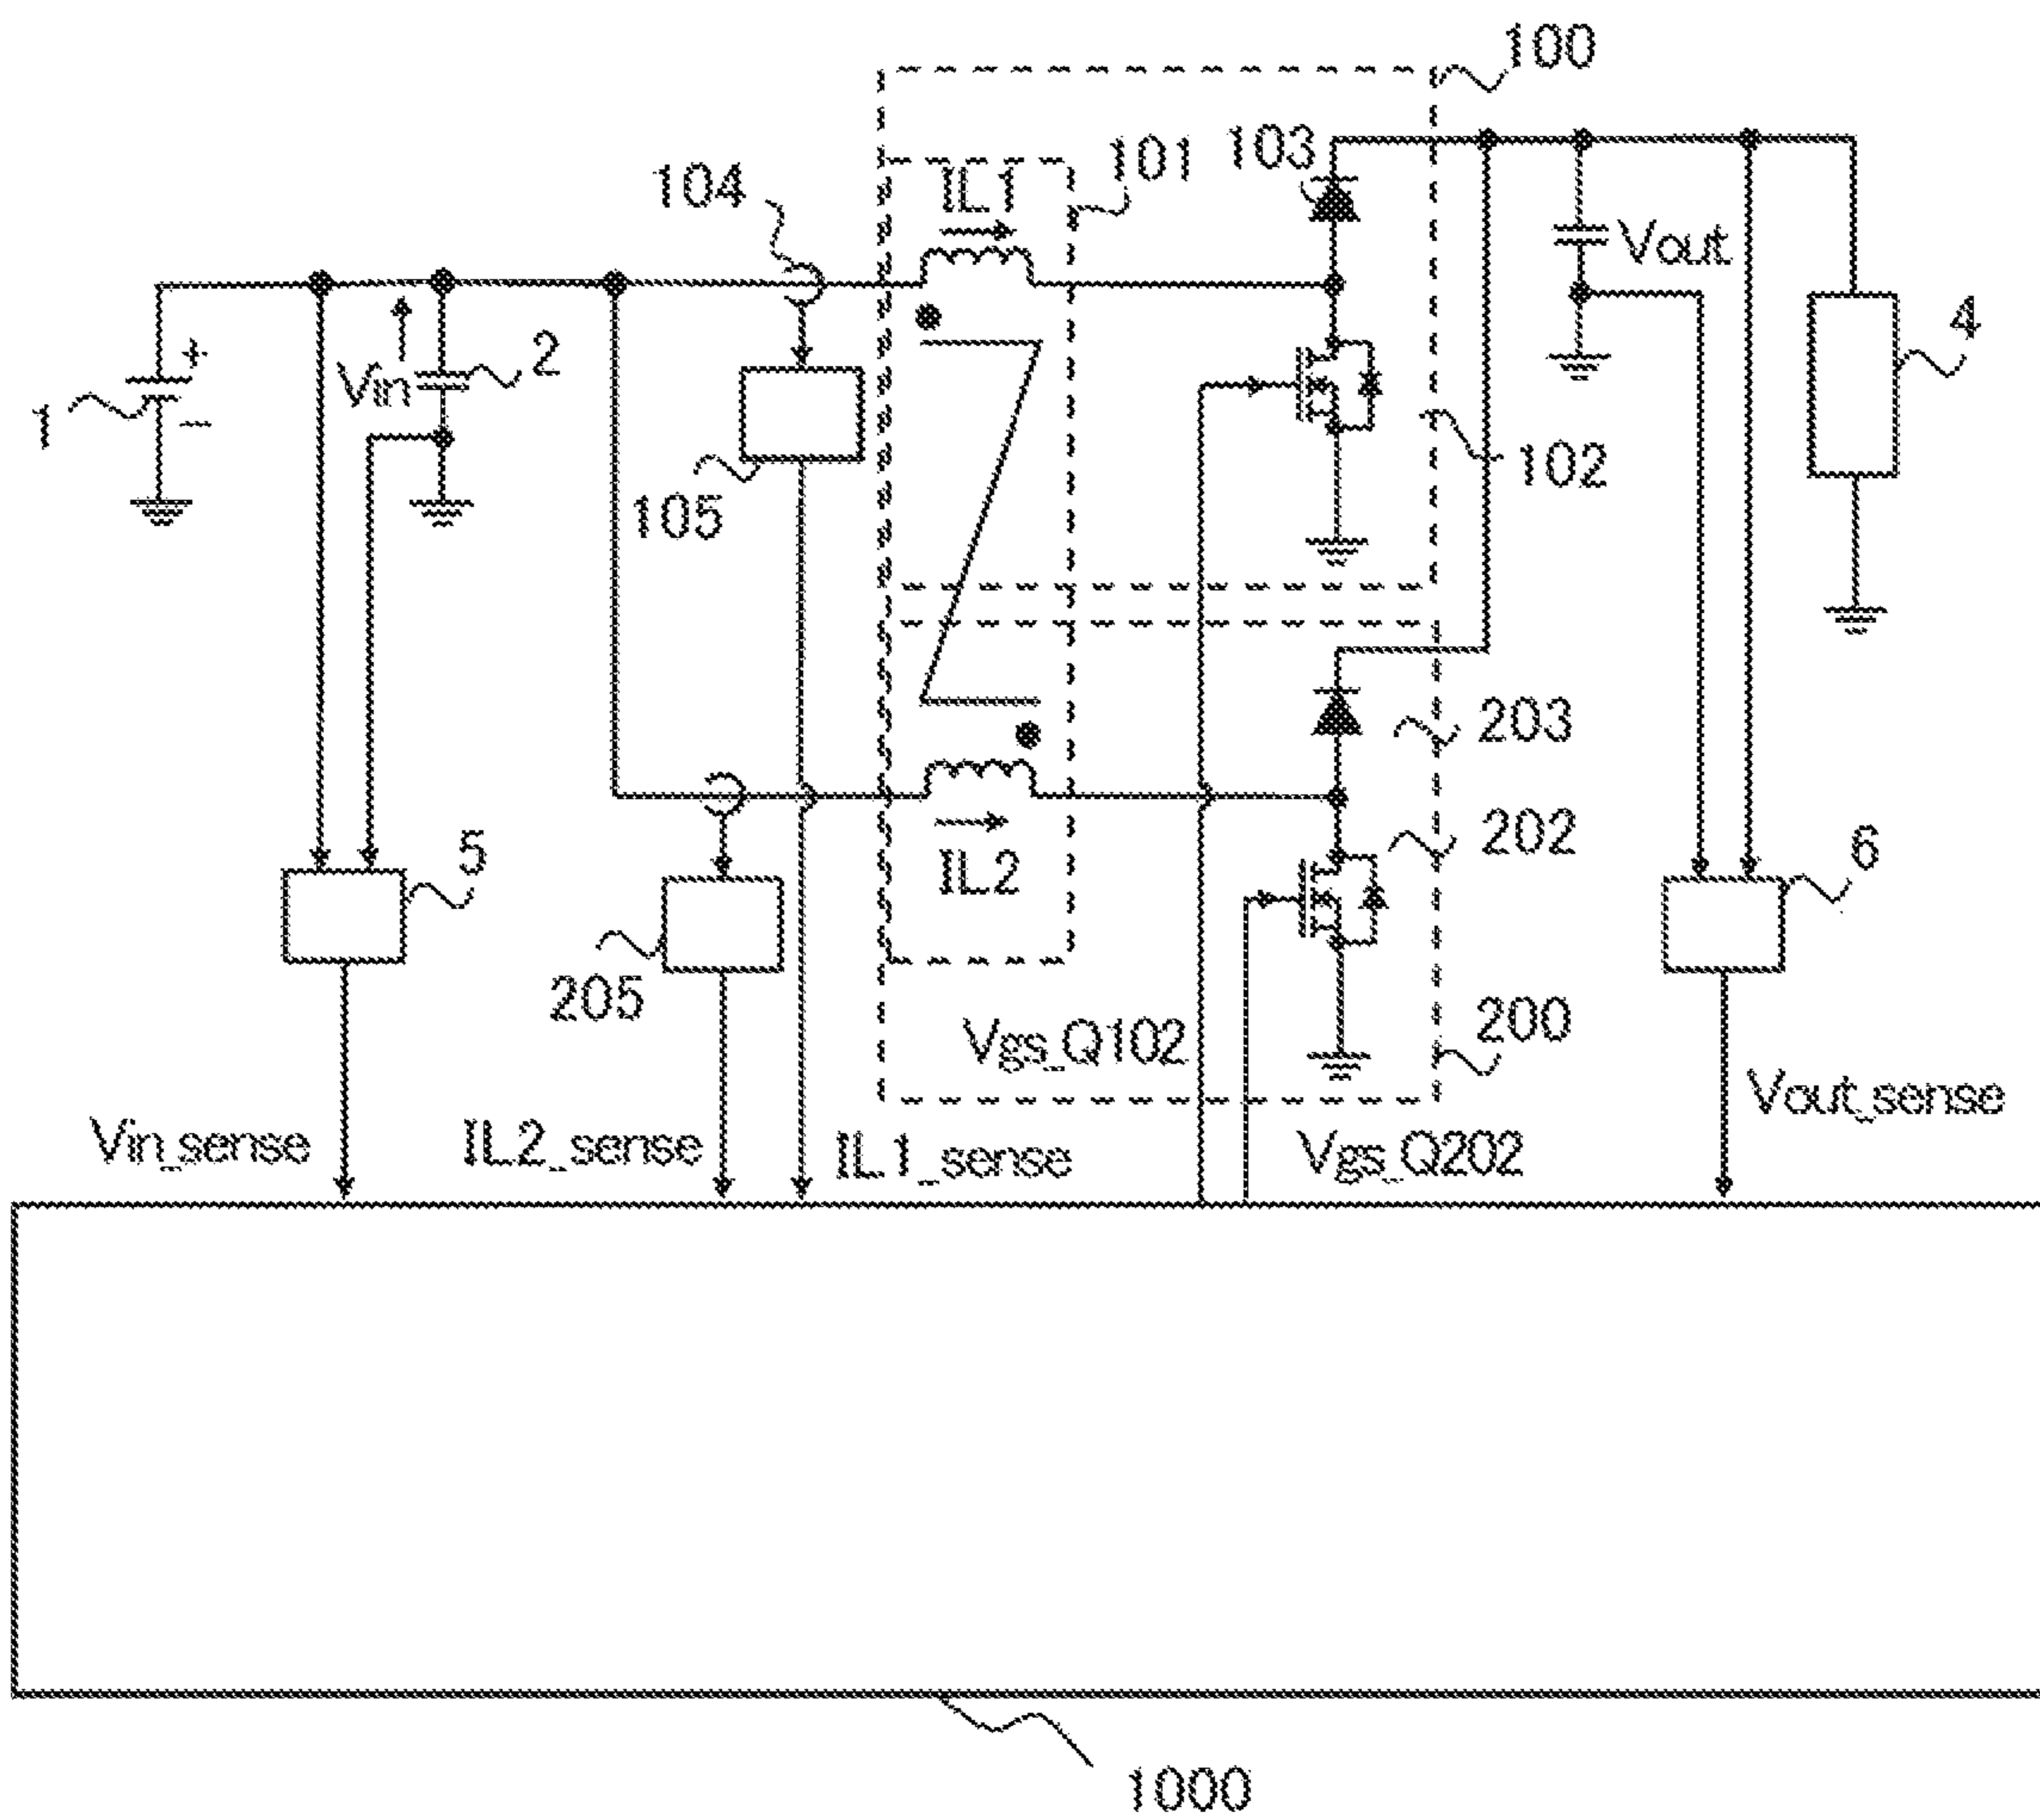 100
103
101
104
IL1
Vout
+
Vin
2
4
1
−
102
105
203
202
5
6
IL2
205
200
Vgs_Q102
Vout_sense
Vin_sense
IL2_sense
IL1_sense
Vgs_Q202
1000